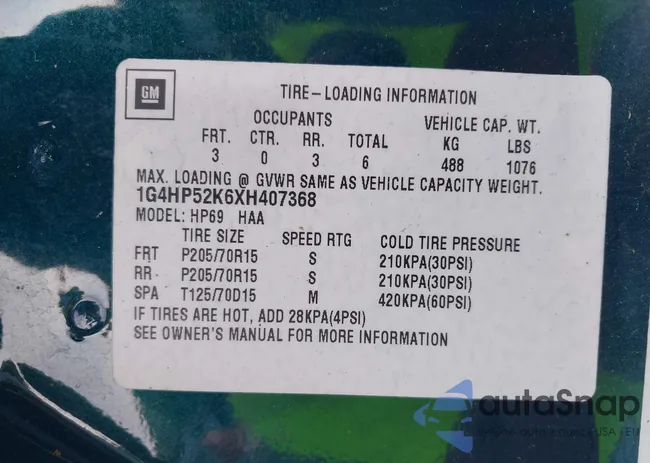 GM
TIRE-LOADING INFORMATION
OCCUPANTS VEHICLE CAP. WT.
FRT. CTR. RR. TOTAL KG LBS
3 0 3 6 488 1076
MAX. LOADING @ GVWR SAME AS VEHICLE CAPACITY WEIGHT.
1G4HP52K6XH407368
MODEL: HP69 HAA
TIRE SIZE SPEED RTG COLD TIRE PRESSURE
FRT P205/70R15 S 210KPA(30PSI)
RR P205/70R15 S 210KPA(30PSI)
SPA T125/70D15 M 420KPA(60PSI)
IF TIRES ARE HOT, ADD 28KPA(4PSI)
SEE OWNER'S MANUAL FOR MORE INFORMATION
autaSnap